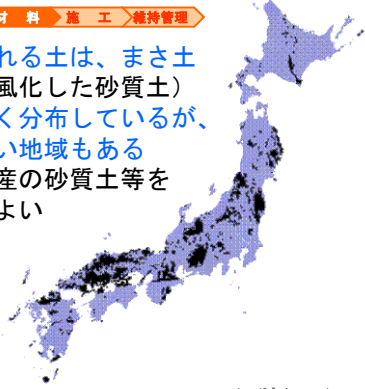 材 料 施 工 維持管理
れる土は、まさ土
風化した砂質土）
く分布しているが、
い地域もある
産の砂質土等を
よい